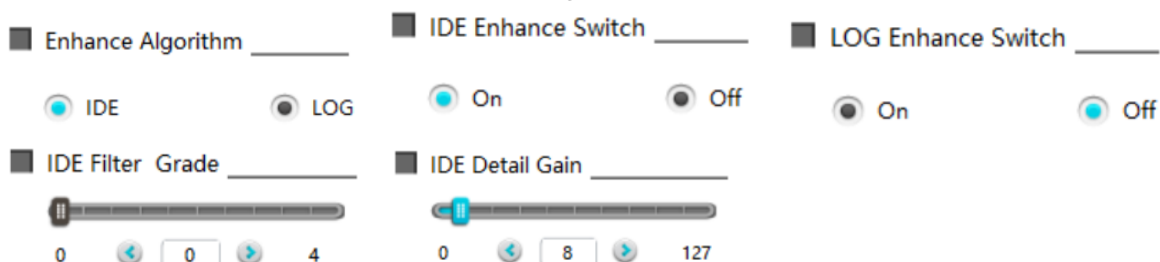 Enhance Algorithm
IDE LOG
IDE Enhance Switch
On Off
LOG Enhance Switch
On Off
IDE Filter Grade
0 0 4
IDE Detail Gain
0 8 127